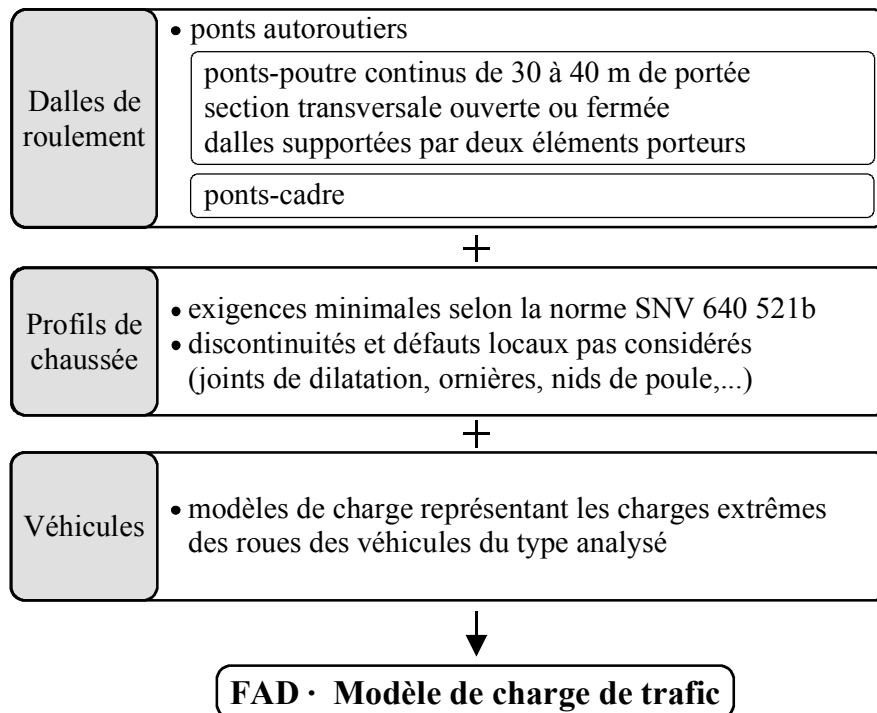 Dalles de
roulement
• ponts autoroutiers
ponts-poutre continus de 30 à 40 m de portée
section transversale ouverte ou fermée
dalles supportées par deux éléments porteurs
ponts-cadre
+
Profils de
chaussée
• exigences minimales selon la norme SNV 640 521b
• discontinuités et défauts locaux pas considérés
(joints de dilatation, ornières, nids de poule,...)
+
Véhicules
• modèles de charge représentant les charges extrêmes
des roues des véhicules du type analysé
FAD · Modèle de charge de trafic